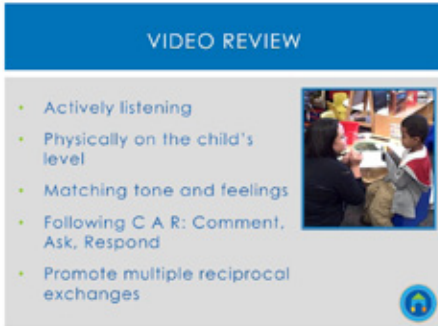 VIDEO REVIEW
• Actively listening
• Physically on the child's
level
• Matching tone and feelings
• Following C A R: Comment,
Ask, Respond
• Promote multiple reciprocal
exchanges